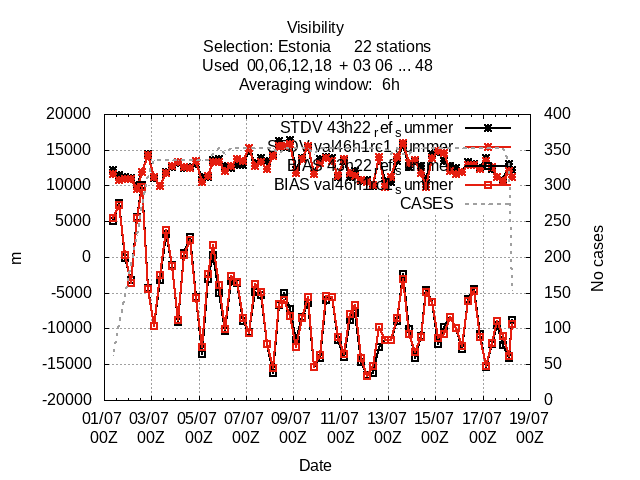 Visibility
Selection: Estonia 22 stations
Used 00,06,12,18 + 03 06 ... 48
Averaging window: 6h
20000
15000
10000
5000
0
-5000
-10000
-15000
-20000
m
400
350
300
250
200
150
100
50
0
No cases
STDV 43h22_ref_summer
STDV val46h1rc1_summer
BIAS 43h22_ref_summer
BIAS val46h1rc1_summer
CASES
01/07 03/07 05/07 07/07 09/07 11/07 13/07 15/07 17/07 19/07
00Z 00Z 00Z 00Z 00Z 00Z 00Z 00Z 00Z 00Z
Date